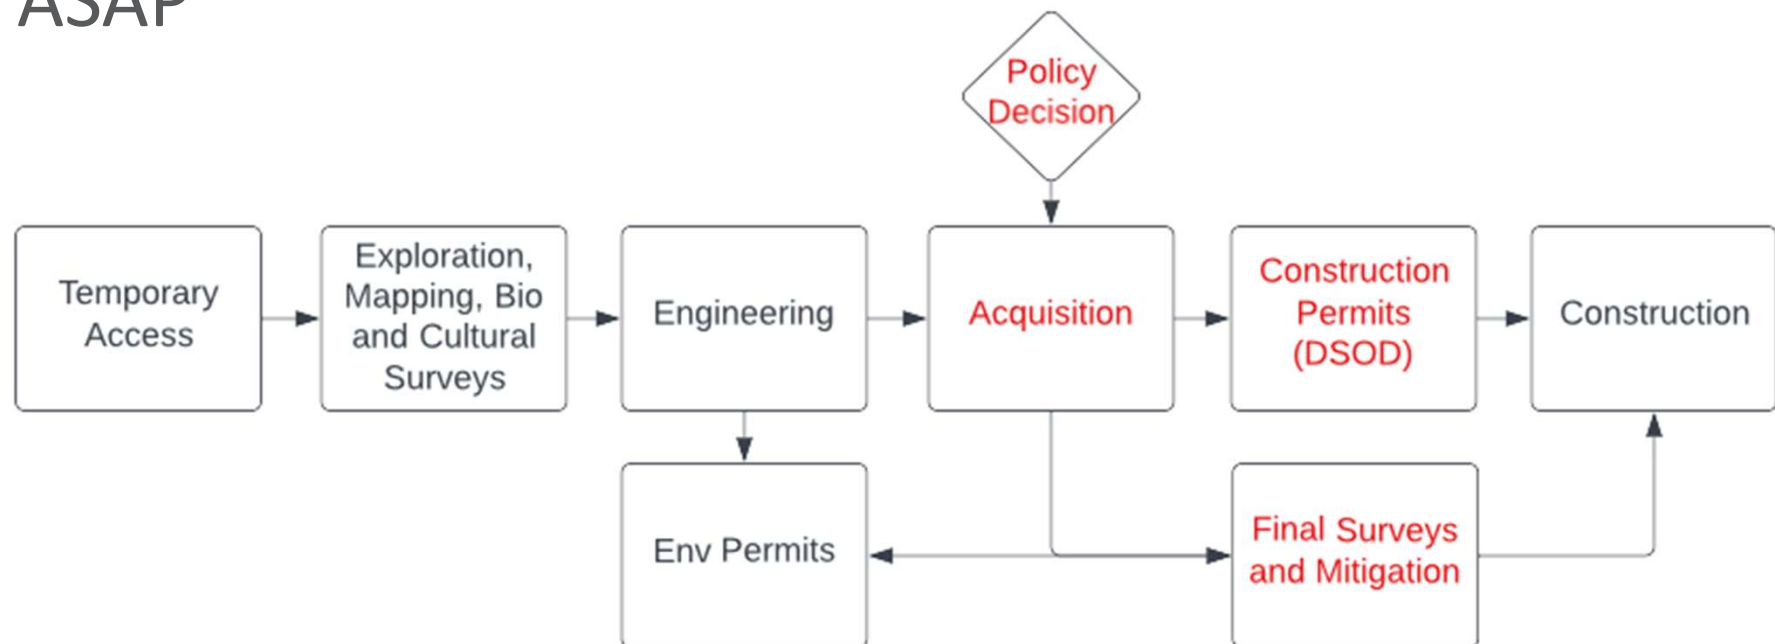 ASAP
Policy
Decision
Temporary
Access
Exploration,
Mapping, Bio
and Cultural
Surveys
Engineering
Acquisition
Construction
Permits
(DSOD)
Construction
Env Permits
Final Surveys
and Mitigation